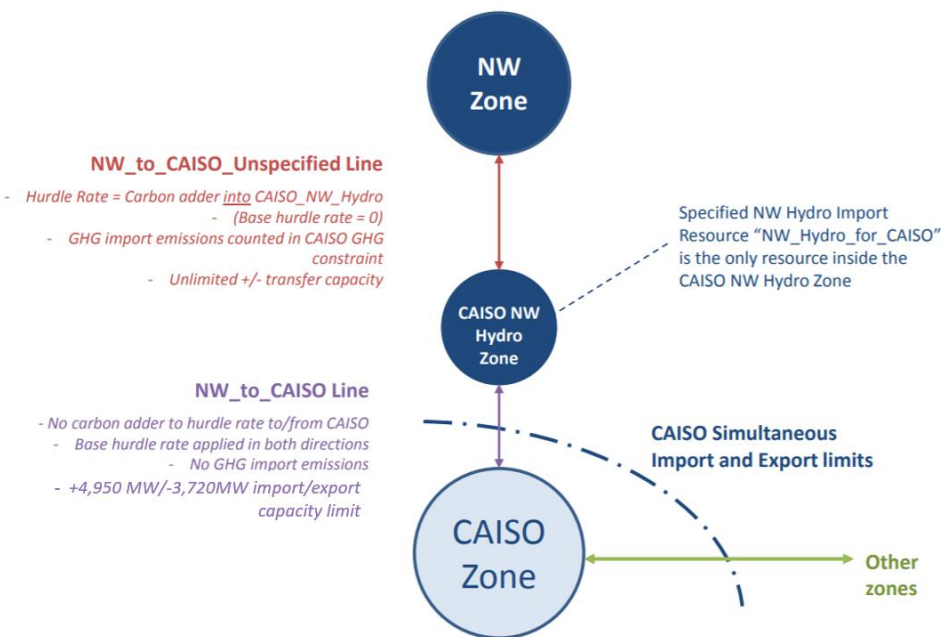 NW
Zone
NW_to_CAISO_Unspecified Line
- Hurdle Rate = Carbon adder into CAISO_NW_Hydro
- (Base hurdle rate = 0)
- GHG import emissions counted in CAISO GHG
constraint
- Unlimited +/- transfer capacity
Specified NW Hydro Import
Resource “NW_Hydro_for_CAISO”
is the only resource inside the
CAISO NW Hydro Zone
CAISO NW
Hydro
Zone
NW_to_CAISO Line
- No carbon adder to hurdle rate to/from CAISO
- Base hurdle rate applied in both directions
- No GHG import emissions
- +4,950 MW/-3,720MW import/export
capacity limit
CAISO Simultaneous
Import and Export limits
CAISO
Zone
Other
zones